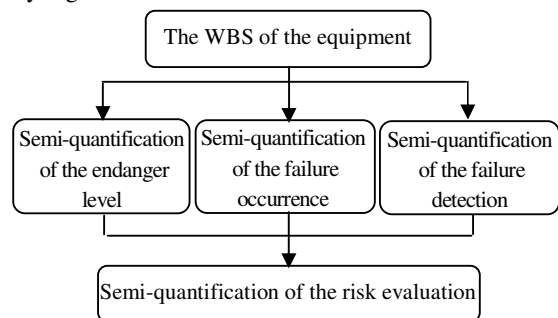 The WBS of the equipment
Semi-quantification
of the endanger
level
Semi-quantification
of the failure
occurrence
Semi-quantification
of the failure
detection
Semi-quantification of the risk evaluation